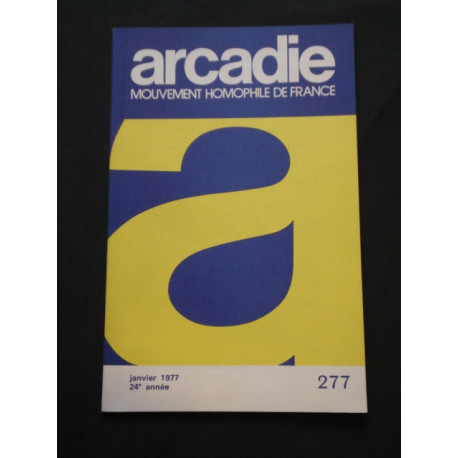 arcadie
MOUVEMENT HOMOPHILE DE FRANCE
a
janvier 1977
24e année
277